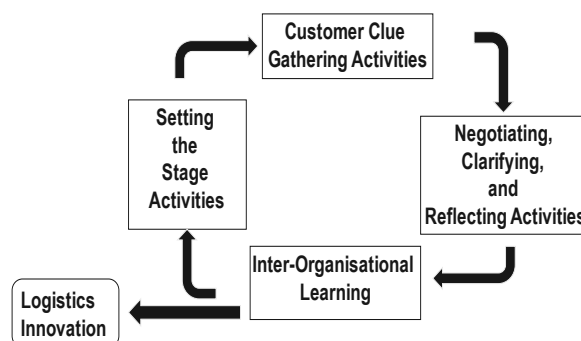 Customer Clue
Gathering Activities
Setting
the
Stage
Activities
Negotiating,
Clarifying,
and
Reflecting Activities
Inter-Organisational
Learning
Logistics
Innovation